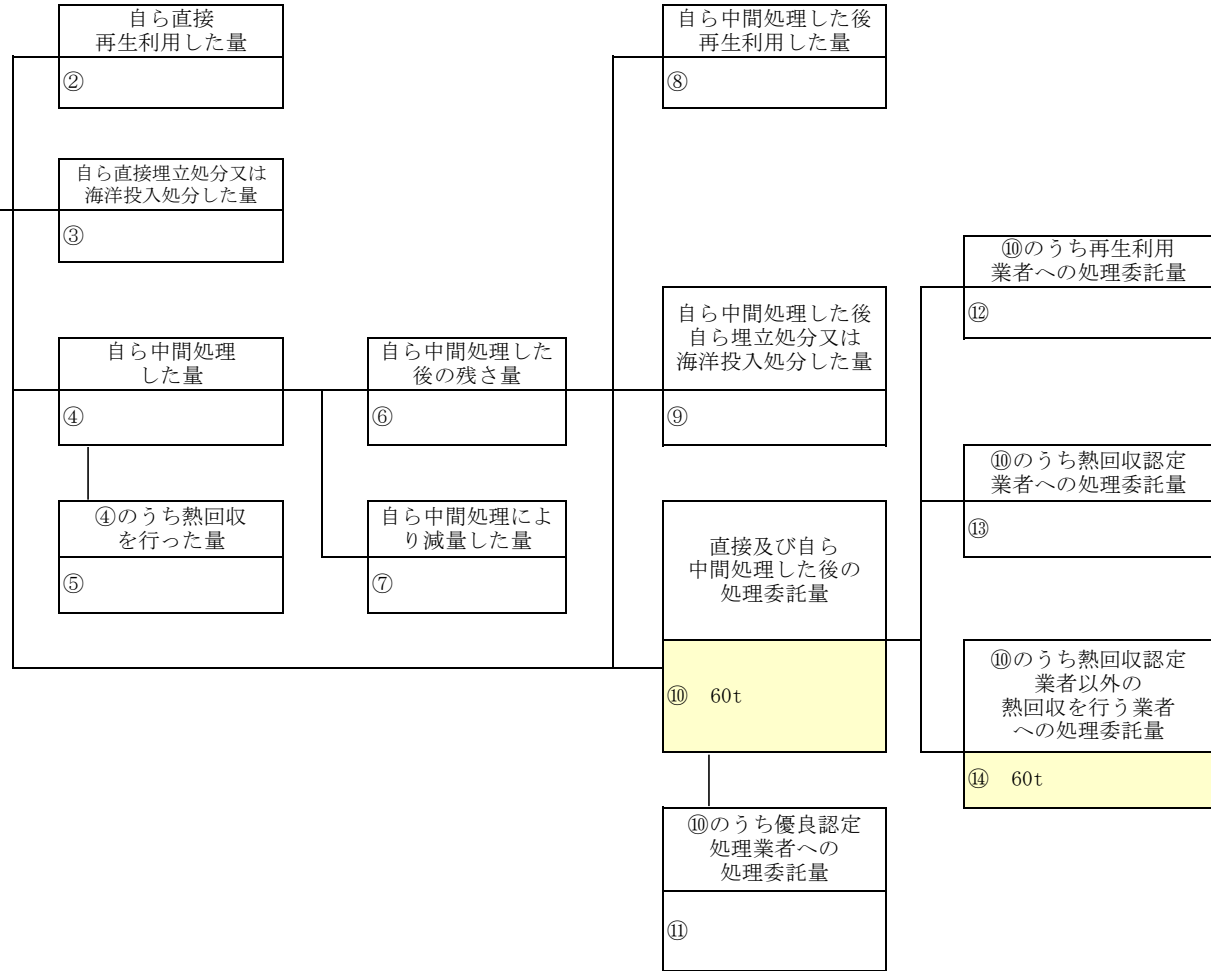 自ら直接
再生利用した量
②
自ら中間処理した後
再生利用した量
⑧
自ら直接埋立処分又は
海洋投入処分した量
③
⑩のうち再生利用
業者への処理委託量
⑫
自ら中間処理した後
自ら埋立処分又は
海洋投入処分した量
⑨
自ら中間処理
した量
④
自ら中間処理した
後の残さ量
⑥
⑩のうち熱回収認定
業者への処理委託量
⑬
④のうち熱回収
を行った量
⑤
自ら中間処理によ
り減量した量
⑦
直接及び自ら
中間処理した後の
処理委託量
⑩ 60t
⑩のうち熱回収認定
業者以外の
熱回収を行う業者
への処理委託量
⑭ 60t
⑩のうち優良認定
処理業者への
処理委託量
⑪